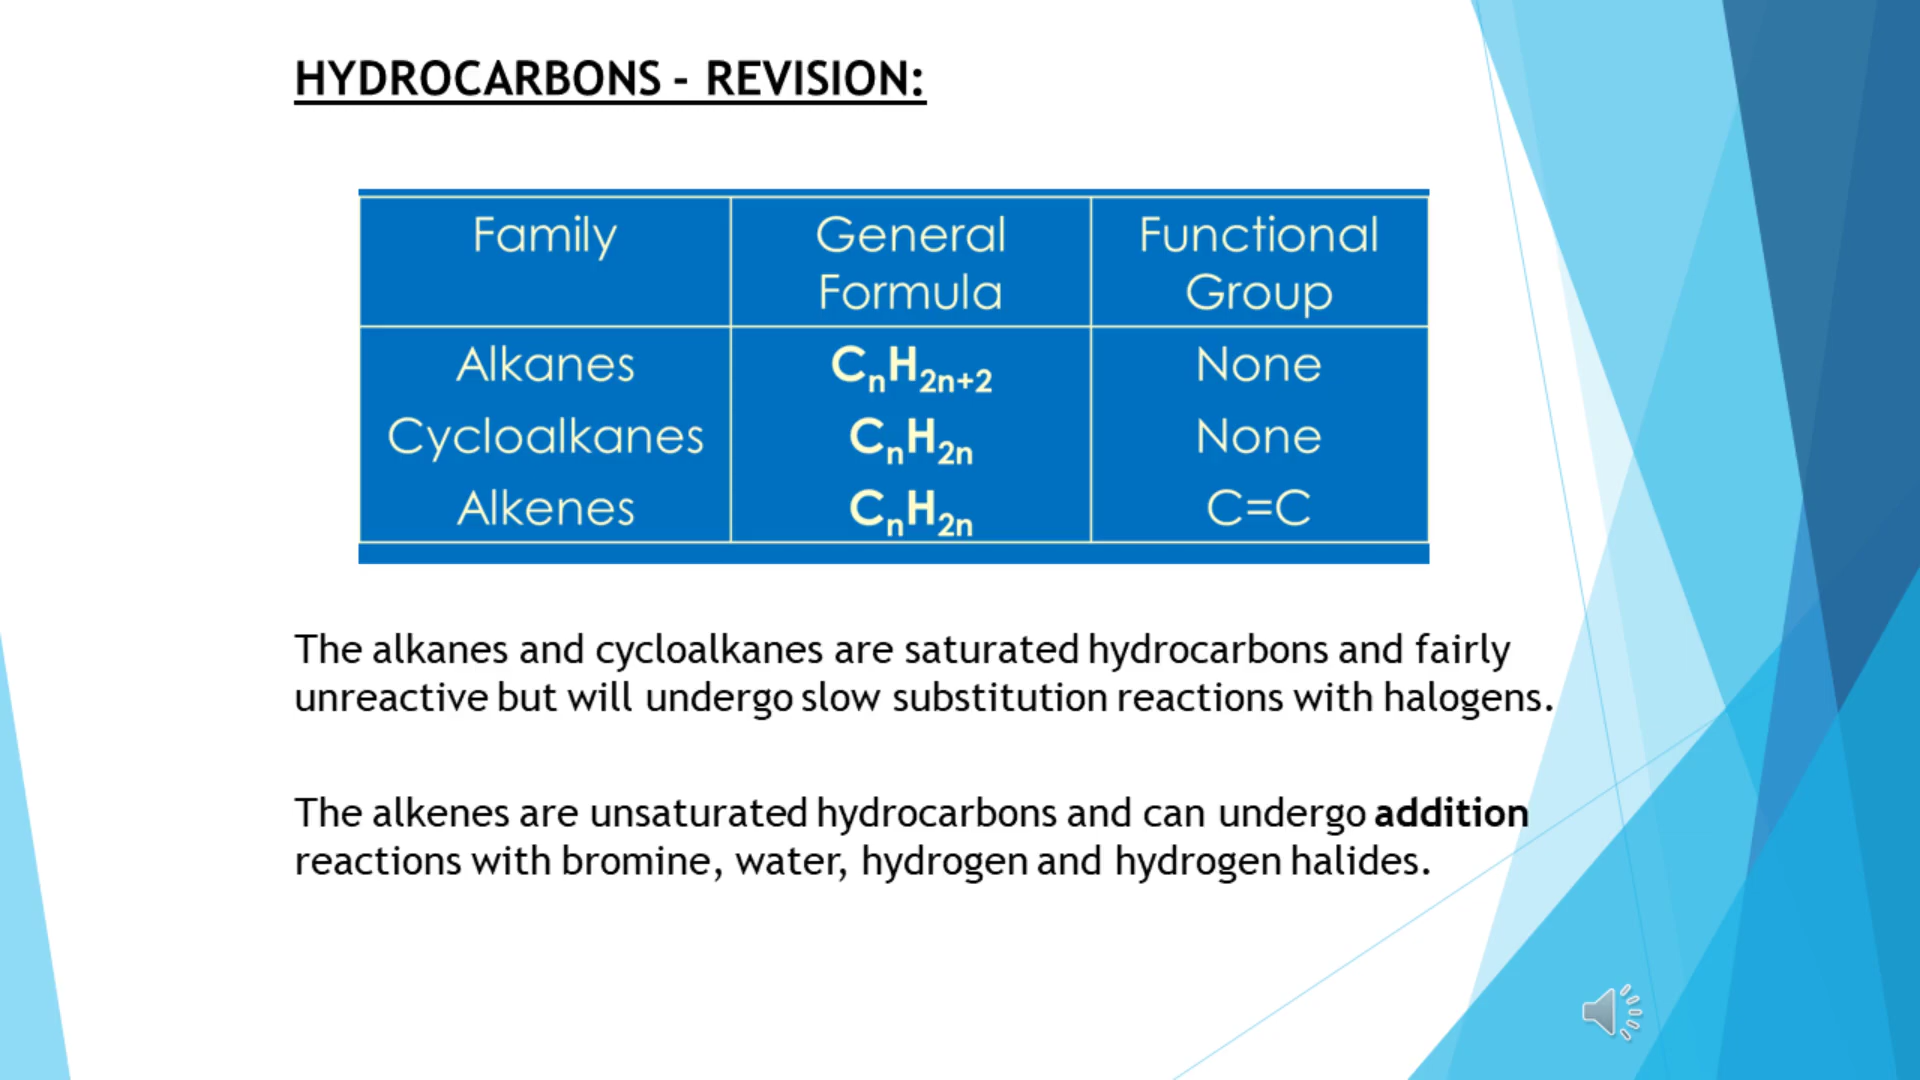 HYDROCARBONS - REVISION:
Family General Formula Functional Group
Alkanes CₙH₂ₙ₊₂ None
Cycloalkanes CₙH₂ₙ None
Alkenes CₙH₂ₙ C=C
The alkanes and cycloalkanes are saturated hydrocarbons and fairly
unreactive but will undergo slow substitution reactions with halogens.
The alkenes are unsaturated hydrocarbons and can undergo addition
reactions with bromine, water, hydrogen and hydrogen halides.